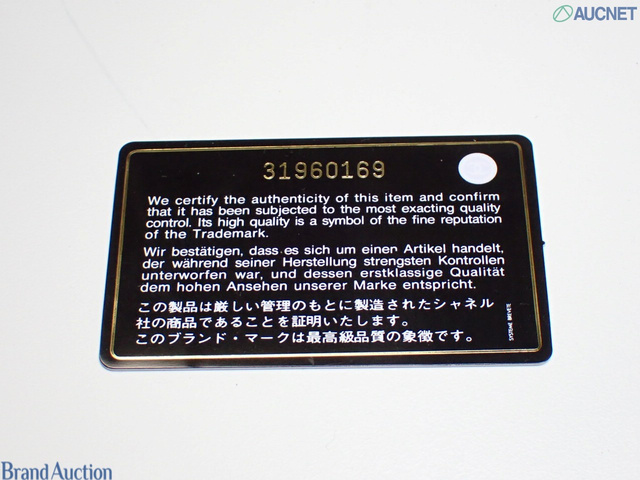 AUCNET
31960169
We certify the authenticity of this item and confirm
that it has been subjected to the most exacting quality
control. Its high quality is a symbol of the fine reputation
of the Trademark.
Wir bestätigen, dass es sich um einen Artikel handelt,
der während seiner Herstellung strengsten Kontrollen
unterworfen war, und dessen erstklassige Qualität
dem hohen Ansehen unserer Marke entspricht.
この製品は厳しい管理のもとに製造されたシャネル
社の商品であることを証明いたします。
このブランド・マークは最高級品質の象徴です。
SYSTEME BREVETE
Brand Auction